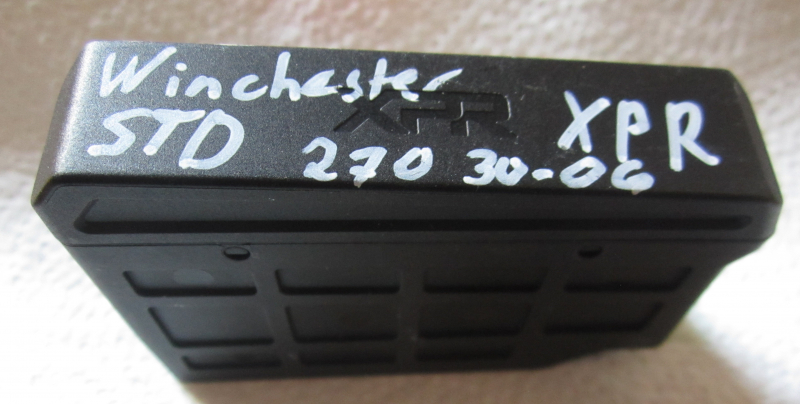 Winchester
XPR
XPR
STD 270 30-06